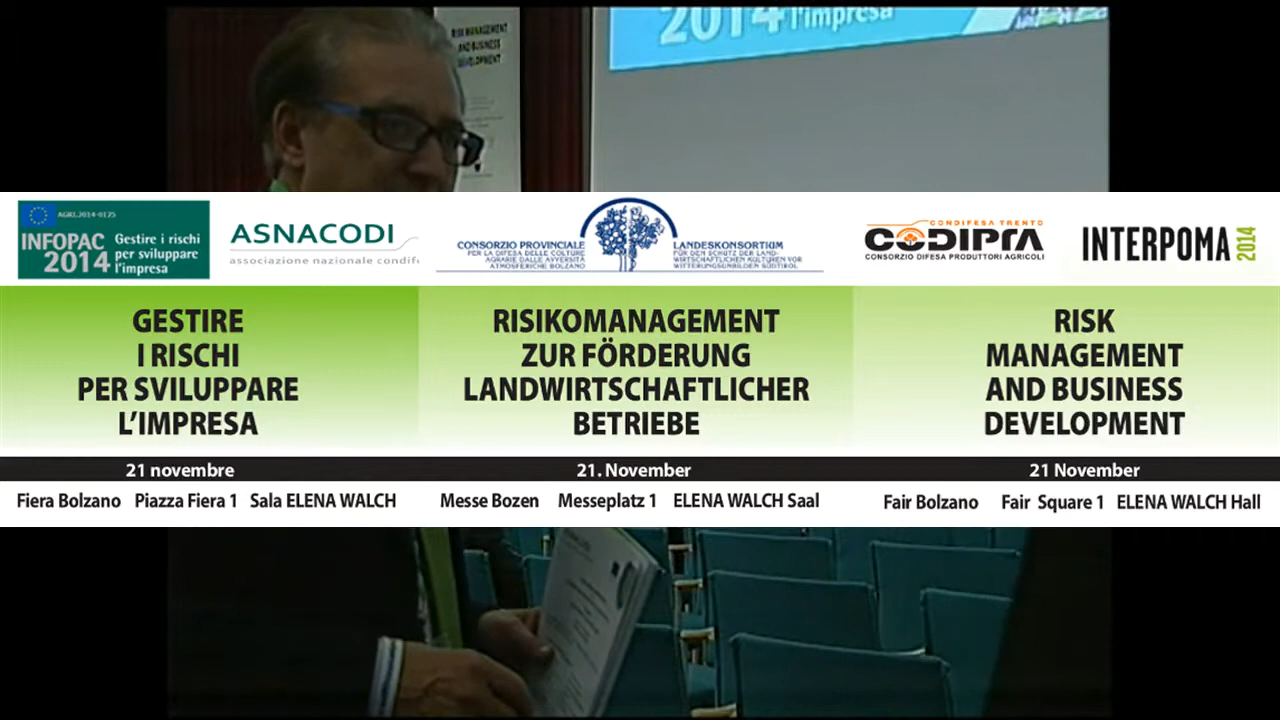 2014 l'impresa
RISK MANAGEMENT
AND BUSINESS
DEVELOPMENT
AGRI.2014-0125
INFOPAC
2014
Gestire i rischi
per sviluppare
l'impresa
ASNACODI
associazione nazionale condif
CONSORZIO PROVINCIALE
PER LA DIFESA DELLE COLTURE
AGRARIE DALLE AVVERSITÀ
ATMOSFERICHE BOLZANO
LANDESKONSORTIUM
FÜR DEN SCHUTZ DER LAND-
WIRTSCHAFTLICHEN KULTUREN VOR
WITTERUNGSUNBILDEN SÜDTIROL
CONDIFESA TRENTO
CODIPRA
CONSORZIO DIFESA PRODUTTORI AGRICOLI
INTERPOMA 2014
GESTIRE
I RISCHI
PER SVILUPPARE
L'IMPRESA
21 novembre
Fiera Bolzano Piazza Fiera 1 Sala ELENA WALCH
RISIKOMANAGEMENT
ZUR FÖRDERUNG
LANDWIRTSCHAFTLICHER
BETRIEBE
21. November
Messe Bozen Messeplatz 1 ELENA WALCH Saal
RISK
MANAGEMENT
AND BUSINESS
DEVELOPMENT
21 November
Fair Bolzano Fair Square 1 ELENA WALCH Hall